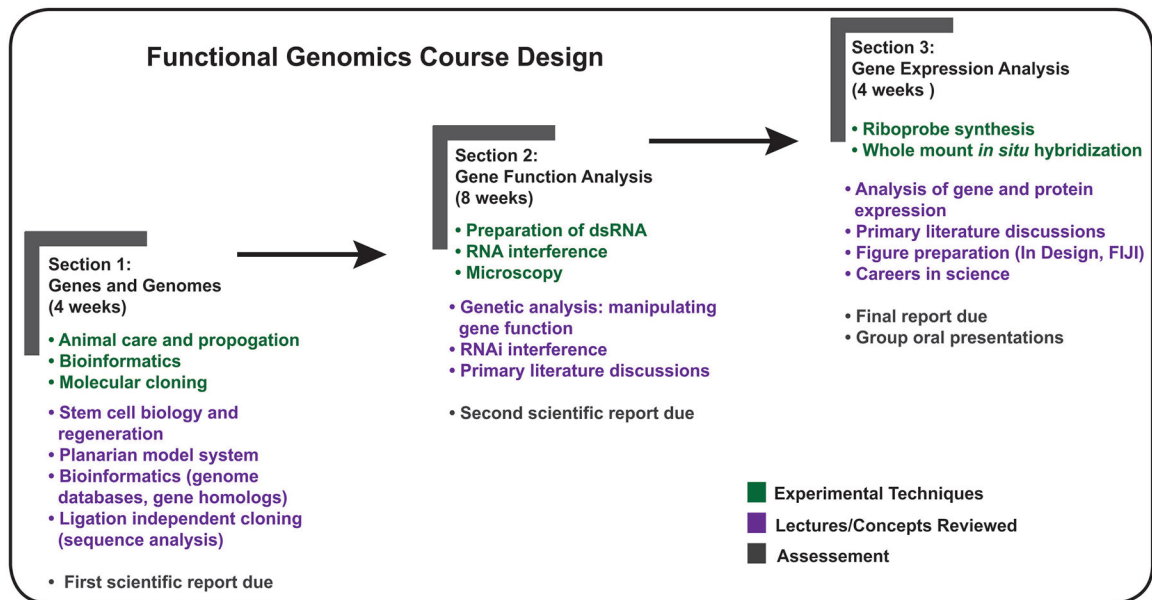 Functional Genomics Course Design
Section 1:
Genes and Genomes
(4 weeks)
• Animal care and propogation
• Bioinformatics
• Molecular cloning
• Stem cell biology and
regeneration
• Planarian model system
• Bioinformatics (genome
databases, gene homologs)
• Ligation independent cloning
(sequence analysis)
• First scientific report due
Section 2:
Gene Function Analysis
(8 weeks)
• Preparation of dsRNA
• RNA interference
• Microscopy
• Genetic analysis: manipulating
gene function
• RNAi interference
• Primary literature discussions
• Second scientific report due
Section 3:
Gene Expression Analysis
(4 weeks )
• Riboprobe synthesis
• Whole mount in situ hybridization
• Analysis of gene and protein
expression
• Primary literature discussions
• Figure preparation (In Design, FIJI)
• Careers in science
• Final report due
• Group oral presentations
Experimental Techniques
Lectures/Concepts Reviewed
Assessement